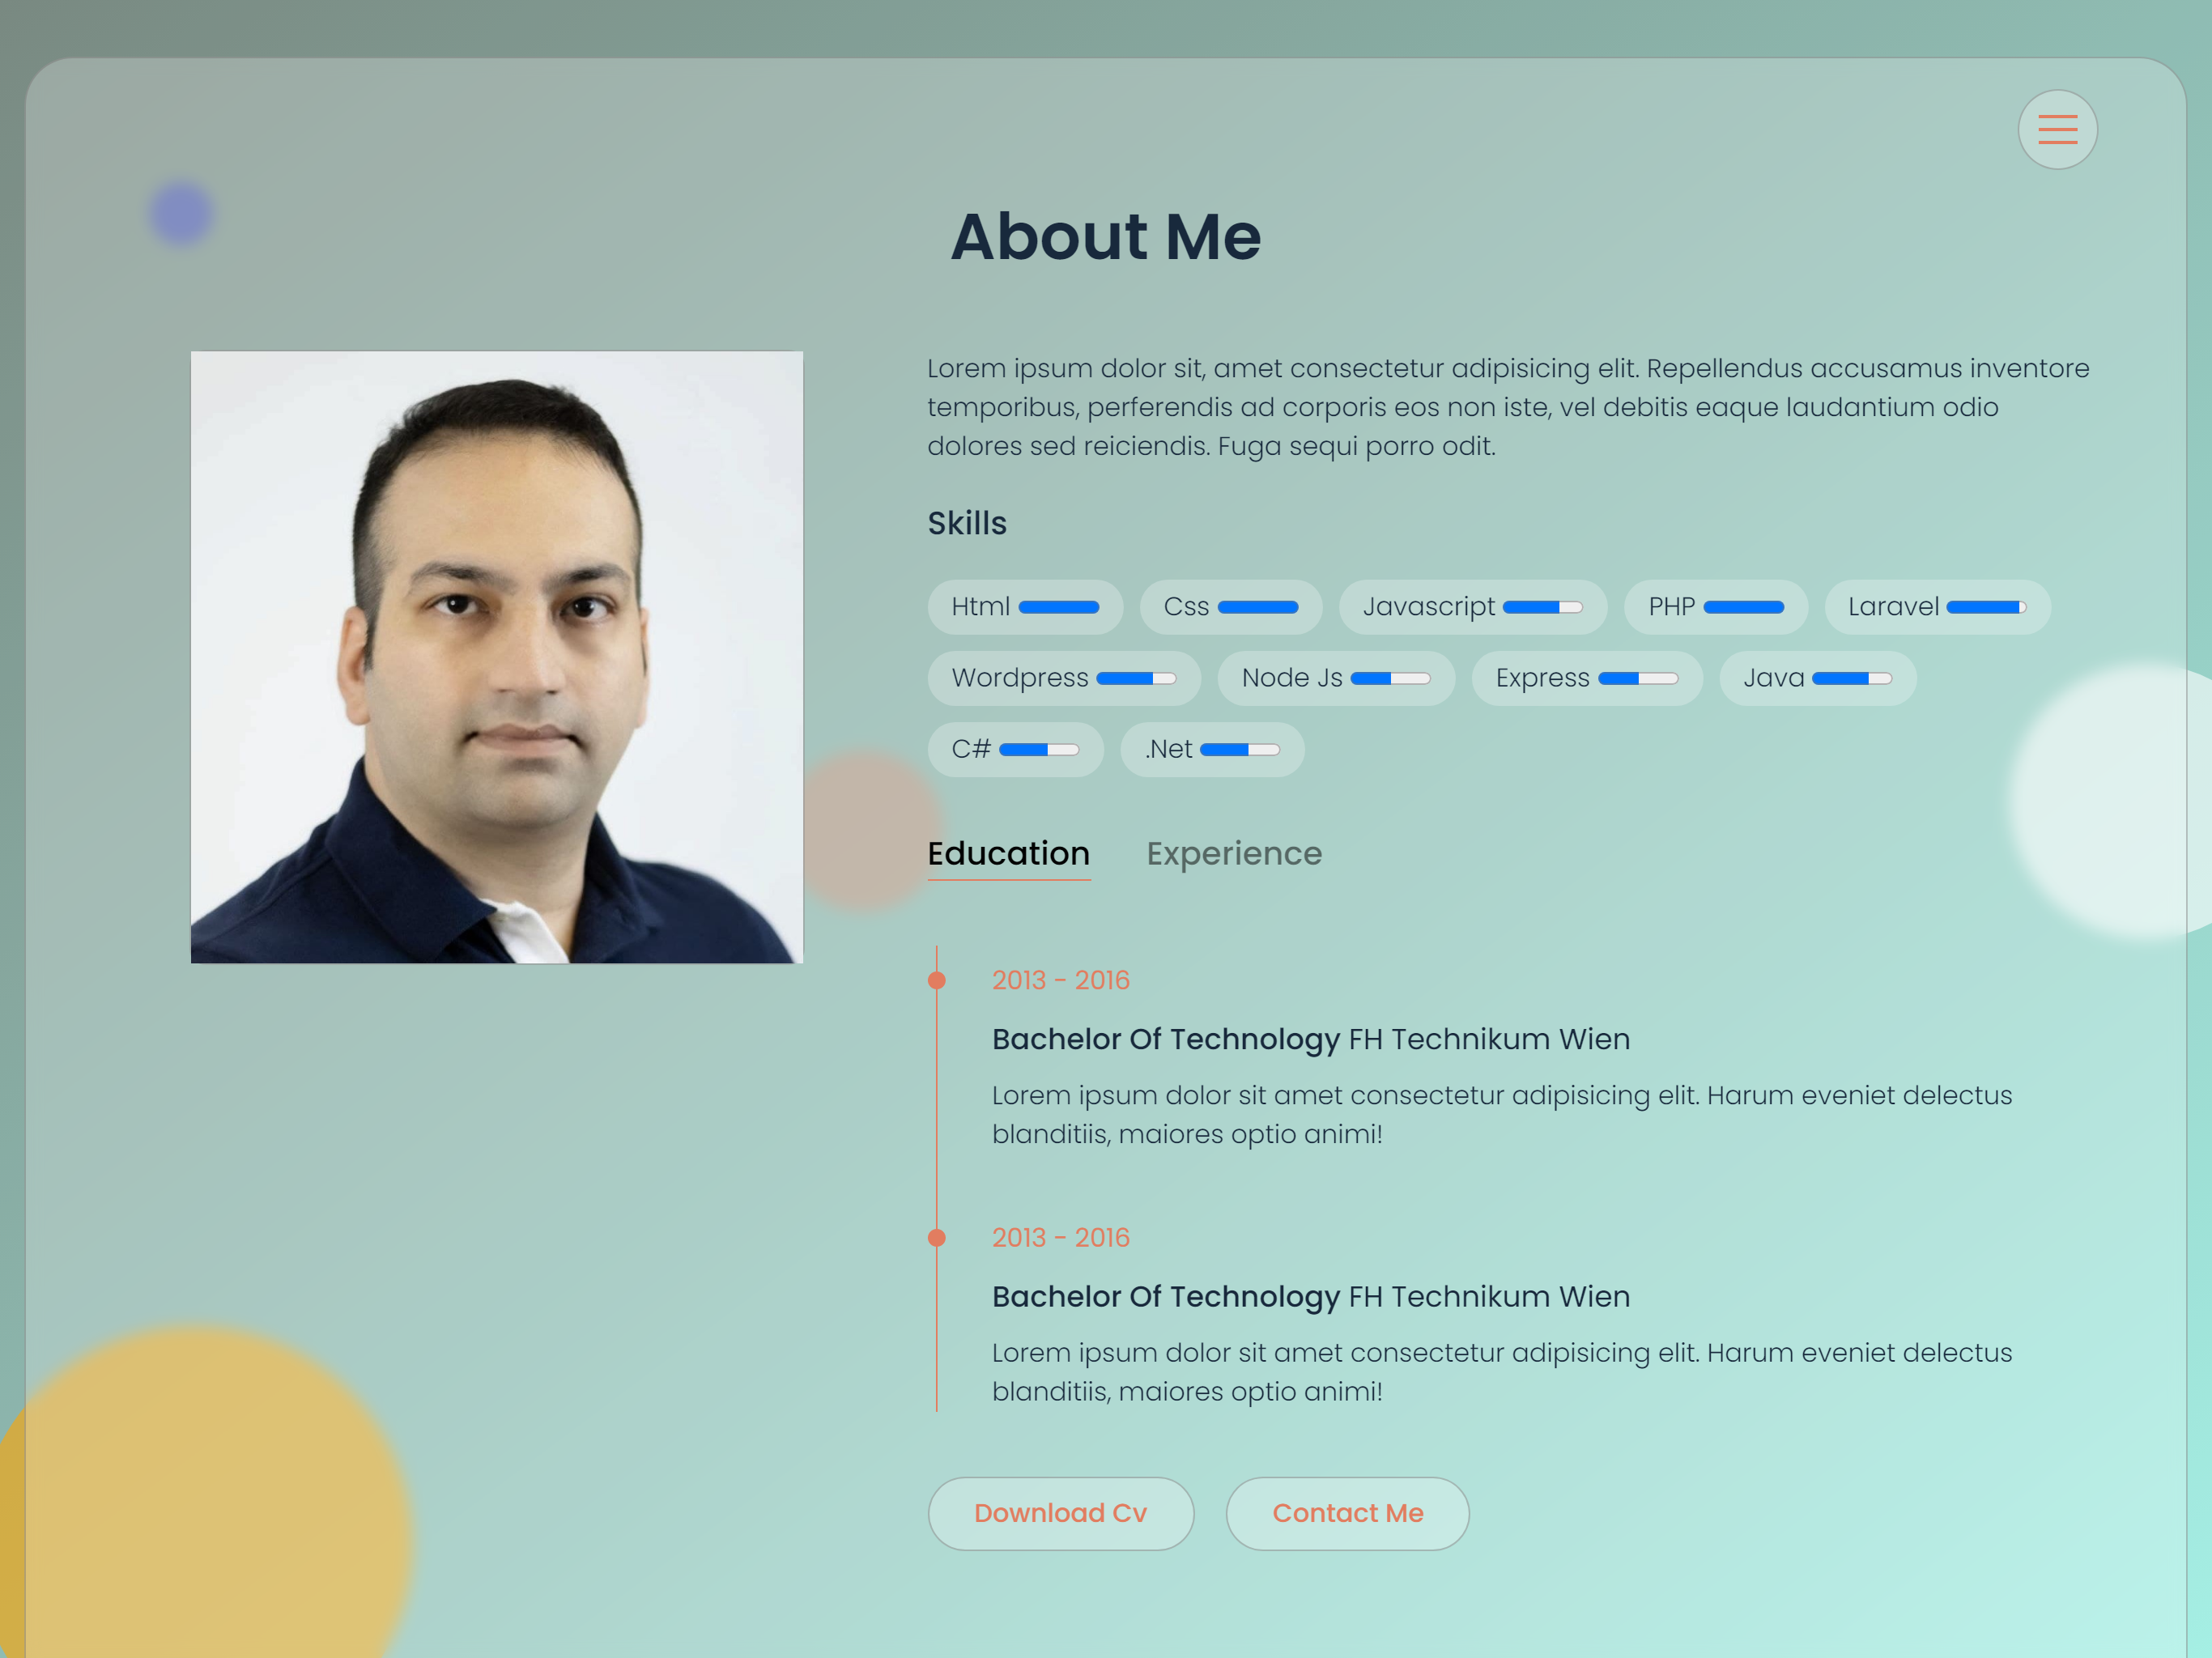 About Me
Lorem ipsum dolor sit, amet consectetur adipisicing elit. Repellendus accusamus inventore
temporibus, perferendis ad corporis eos non iste, vel debitis eaque laudantium odio
dolores sed reiciendis. Fuga sequi porro odit.
Skills
Html Css Javascript PHP Laravel
Wordpress Node Js Express Java
C# .Net
Education Experience
2013 - 2016
Bachelor Of Technology FH Technikum Wien
Lorem ipsum dolor sit amet consectetur adipisicing elit. Harum eveniet delectus
blanditiis, maiores optio animi!
2013 - 2016
Bachelor Of Technology FH Technikum Wien
Lorem ipsum dolor sit amet consectetur adipisicing elit. Harum eveniet delectus
blanditiis, maiores optio animi!
Download Cv Contact Me